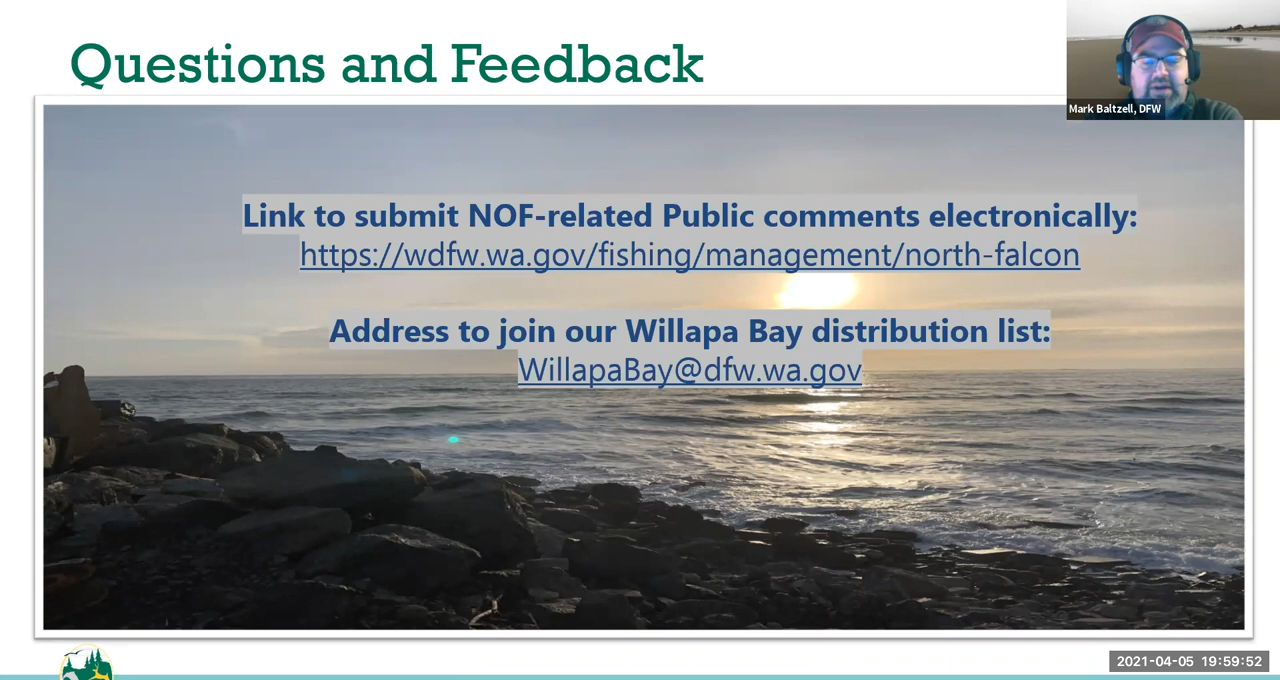 Questions and Feedback
Mark Baltzell, DFW
Link to submit NOF-related Public comments electronically:
https://wdfw.wa.gov/fishing/management/north-falcon
Address to join our Willapa Bay distribution list:
WillapaBay@dfw.wa.gov
2021-04-05 19:59:52